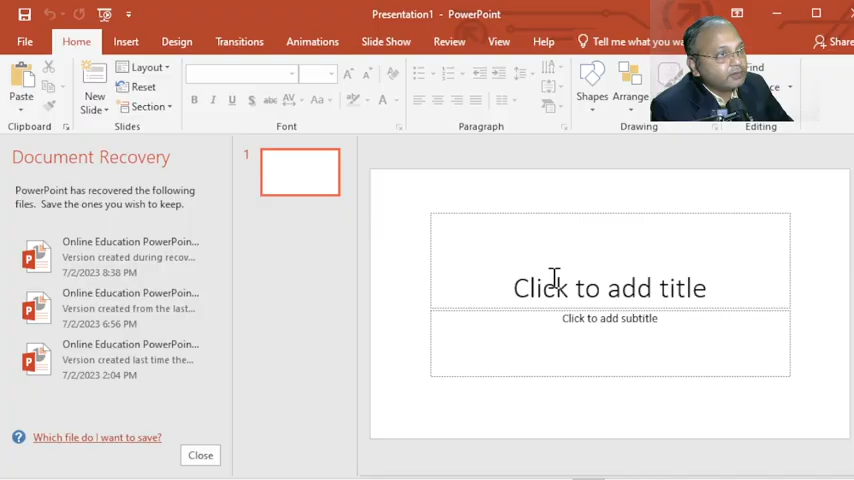 Presentation1 - PowerPoint
File Home Insert Design Transitions Animations Slide Show Review View Help Tell me what you Share
Paste
New
Slide
Layout
Reset
Section
B I U S abc AV Aa A
Shapes Arrange
Find
Clipboard Slides Font Paragraph Drawing Editing
Document Recovery
PowerPoint has recovered the following
files. Save the ones you wish to keep.
Online Education PowerPoin...
Version created during recov...
7/2/2023 8:38 PM
Online Education PowerPoin...
Version created from the last...
7/2/2023 6:56 PM
Online Education PowerPoin...
Version created last time the...
7/2/2023 2:04 PM
Which file do I want to save?
Close
1
Click to add title
Click to add subtitle